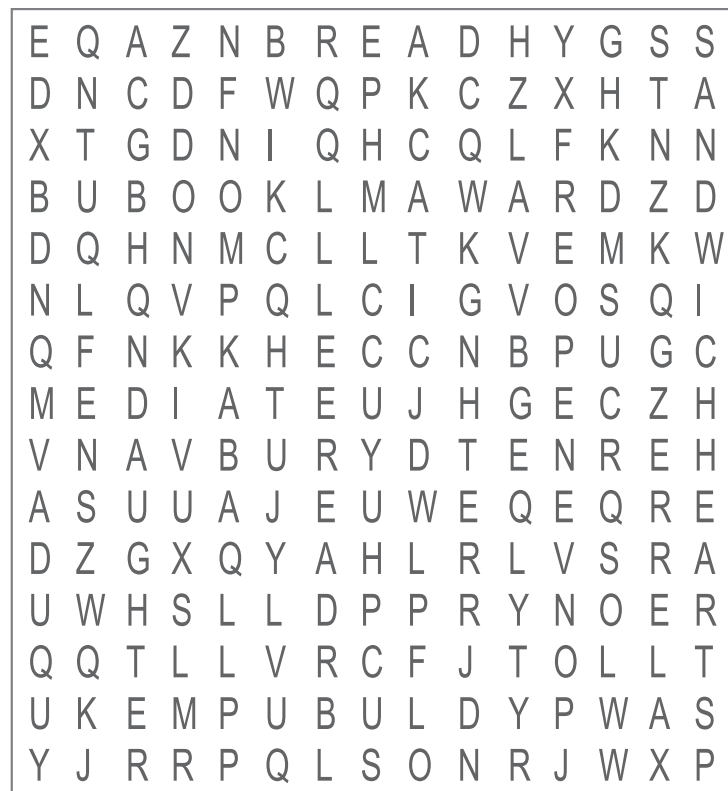 E Q A Z N B R E A D H Y G S S
D N C D F W Q P K C Z X H T A
X T G D N I Q H C Q L F K N N
B U B O O K L M A W A R D Z D
D Q H N M C L L T K V E M K W
N L Q V P Q L C I G V O S Q I
Q F N K K H E C C N B P U G C
M E D I A T E U J H G E C Z H
V N A V B U R Y D T E N R E H
A S U U A J E U W E Q E Q R E
D Z G X Q Y A H L R L V S R A
U W H S L L D P P R Y N O E R
Q Q T L L V R C F J T O L L T
U K E M P U B U L D Y P W A S
Y J R R P Q L S O N R J W X P